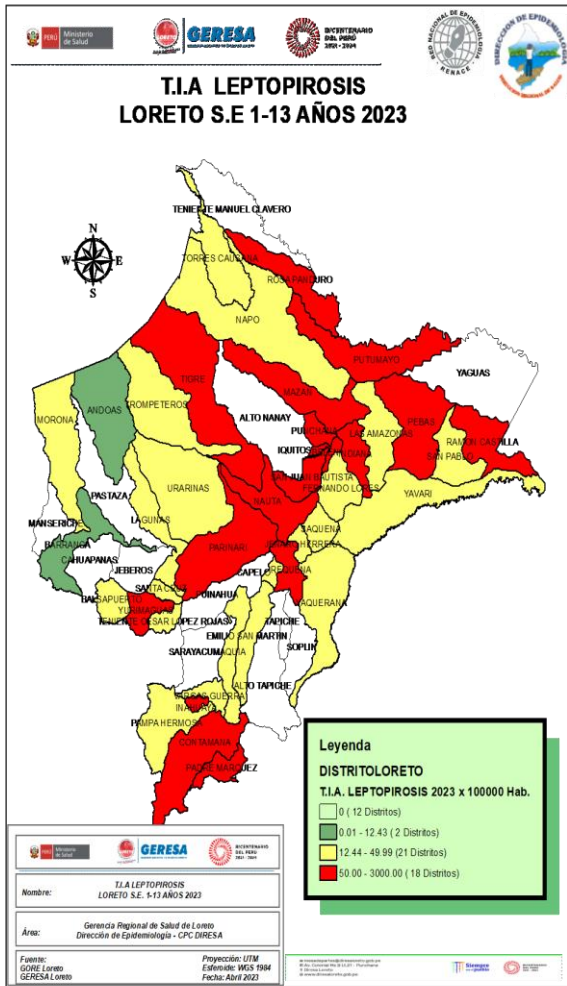 PERÚ
Ministerio
de Salud
LORETO
GERESA
BICENTENARIO
DEL PERÚ
2021 - 2024
RED NACIONAL DE EPIDEMIOLOGIA
- RENACE -
DIRECCION DE EPIDEMIOLOGIA
T.I.A LEPTOPIROSIS
LORETO S.E 1-13 AÑOS 2023
N
W
E
S
TENIENTE MANUEL CLAVERO
TORRES CAUSANA
ROSA PANDURO
NAPO
PUTUMAYO
YAGUAS
TIGRE
MAZAN
ANDOAS
TROMPETEROS
ALTO NANAY
MORONA
PUNCHANA
LAS AMAZONAS
PEBAS
RAMON CASTILLA
IQUITOS
INDIANA
SAN PABLO
SAN JUAN BAUTISTA
FERNANDO LORES
URARINAS
YAVARI
PASTAZA
NAUTA
LAGUNAS
SAQUENA
MANSERICHE
PARINARI
BARRANCA
CAHUAPANAS
JEBEROS
CAPELO
REQUENA
YAQUERANA
SANTA CRUZ
BALSAPUERTO
PUINAHUA
YURIMAGUAS
TAPICHE
TENIENTE CESAR LOPEZ ROJAS
EMILIO SAN MARTIN
SOPLIN
SARAYACU
MAQUIA
ALTO TAPICHE
VARGAS GUERRA
INAHUAYA
PAMPA HERMOSA
CONTAMANA
PADRE MARQUEZ
Leyenda
DISTRITOLORETO
T.I.A. LEPTOPIROSIS 2023 x 100000 Hab.
0 ( 12 Distritos)
0.01 - 12.43 (2 Distritos)
12.44 - 49.99 (21 Distritos)
50.00 - 3000.00 ( 18 Distritos)
PERÚ
Ministerio
de Salud
GERESA
BICENTENARIO
DEL PERÚ
2021 - 2024
Nombre:
T.I.A LEPTOPIROSIS
LORETO S.E. 1-13 AÑOS 2023
Área:
Gerencia Regional de Salud de Loreto
Dirección de Epidemiología - CPC DIRESA
Fuente:
GORE Loreto
GERESA Loreto
Proyección: UTM
Esferoide: WGS 1984
Fecha: Abril 2023
Siempre
con el pueblo